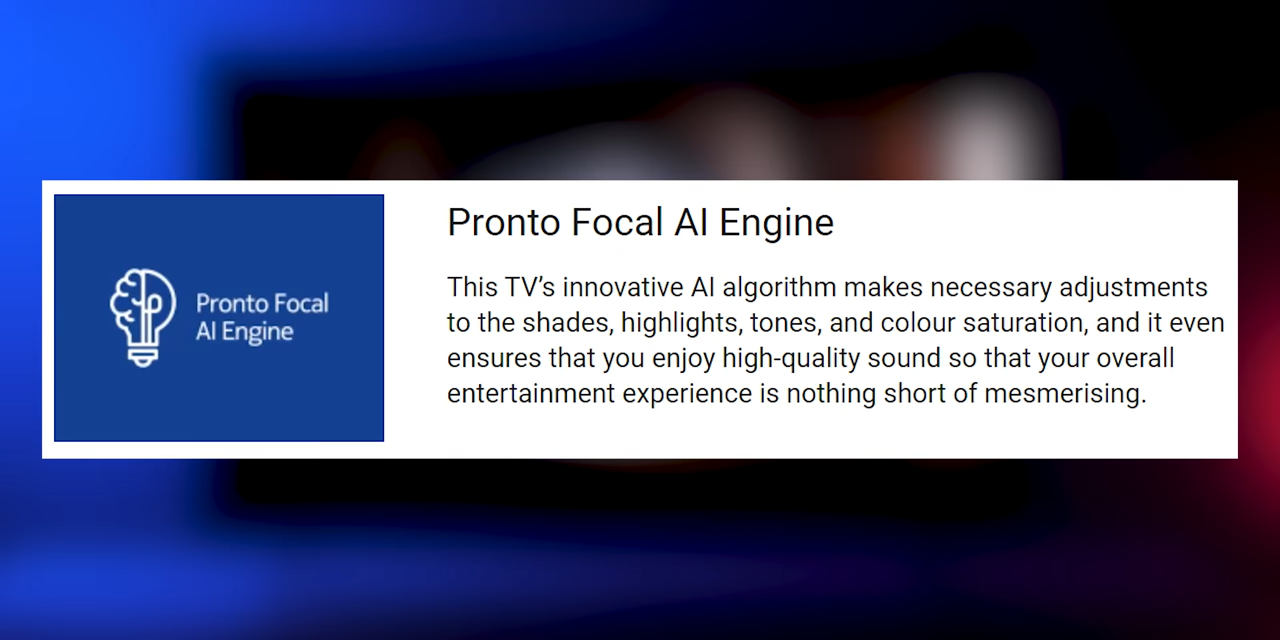 Pronto Focal
AI Engine
Pronto Focal AI Engine
This TV’s innovative AI algorithm makes necessary adjustments
to the shades, highlights, tones, and colour saturation, and it even
ensures that you enjoy high-quality sound so that your overall
entertainment experience is nothing short of mesmerising.